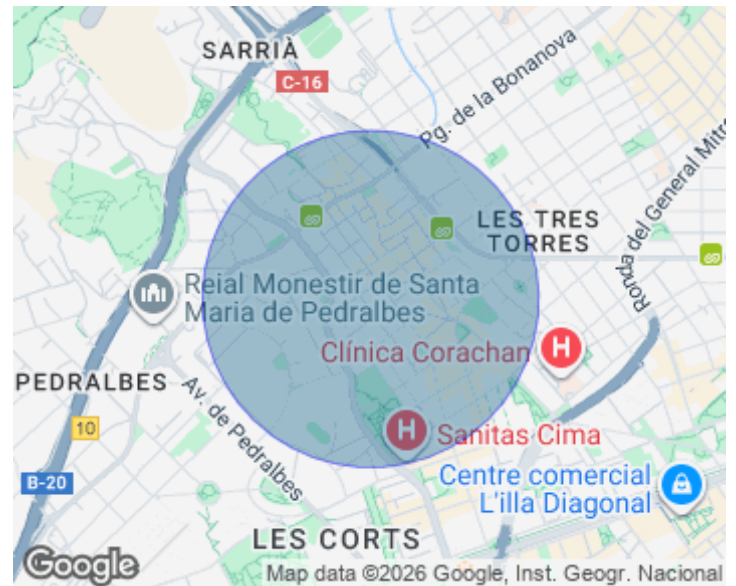 SARRIÀ
C-16
Pg. de la Bonanova
Ronda del General Mitre
LES TRES
TORRES
Reial Monestir de Santa
Maria de Pedralbes
Clínica Corachan
H
PEDRALBES
Av. de Pedralbes
10
H
Sanitas Cima
B-20
Centre comercial
L'illa Diagonal
LES CORTS
Google
Map data ©2026 Google, Inst. Geogr. Nacional